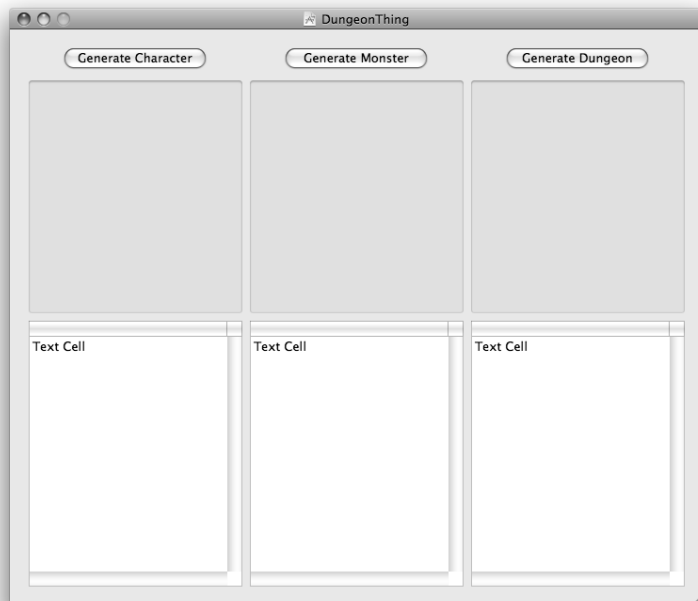 DungeonThing
Generate Character Generate Monster Generate Dungeon
Text Cell Text Cell Text Cell